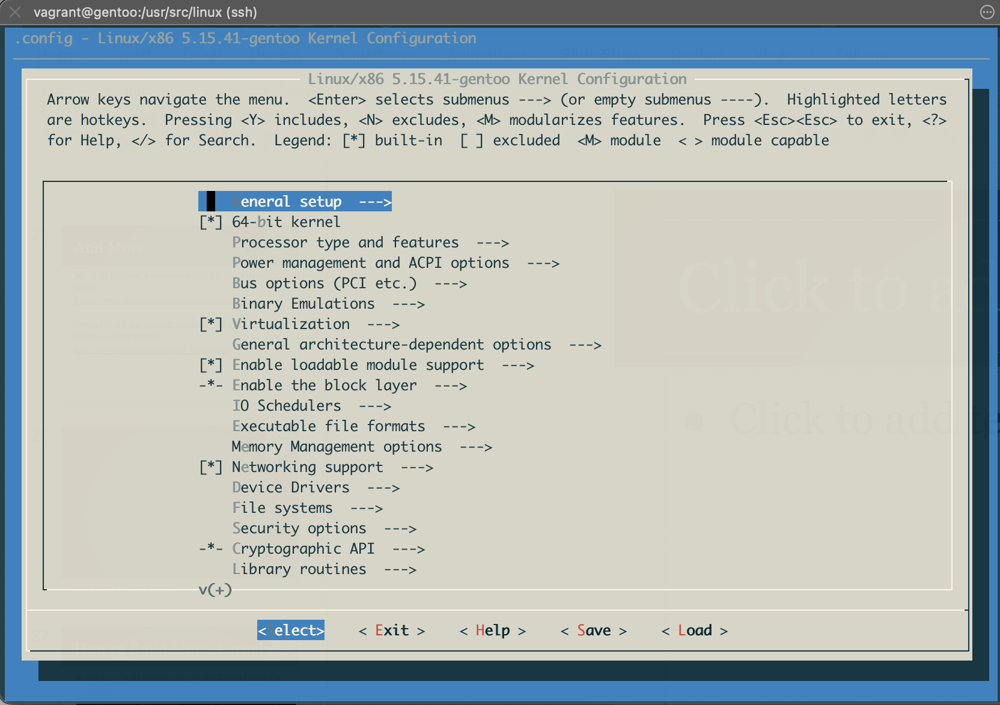 vagrant@gentoo:/usr/src/linux (ssh)
.config - Linux/x86 5.15.41-gentoo Kernel Configuration
Linux/x86 5.15.41-gentoo Kernel Configuration
Arrow keys navigate the menu.  <Enter> selects submenus ---> (or empty submenus ----).  Highlighted letters
are hotkeys.  Pressing <Y> includes, <N> excludes, <M> modularizes features.  Press <Esc><Esc> to exit, <?>
for Help, </> for Search.  Legend: [*] built-in  [ ] excluded  <M> module  < > module capable
General setup  --->
[*] 64-bit kernel
Processor type and features  --->
Power management and ACPI options  --->
Bus options (PCI etc.)  --->
Binary Emulations  --->
[*] Virtualization  --->
General architecture-dependent options  --->
[*] Enable loadable module support  --->
-*- Enable the block layer  --->
IO Schedulers  --->
Executable file formats  --->
Memory Management options  --->
[*] Networking support  --->
Device Drivers  --->
File systems  --->
Security options  --->
-*- Cryptographic API  --->
Library routines  --->
v(+)
<Select>    < Exit >    < Help >    < Save >    < Load >
Click to ad
• Click to add te